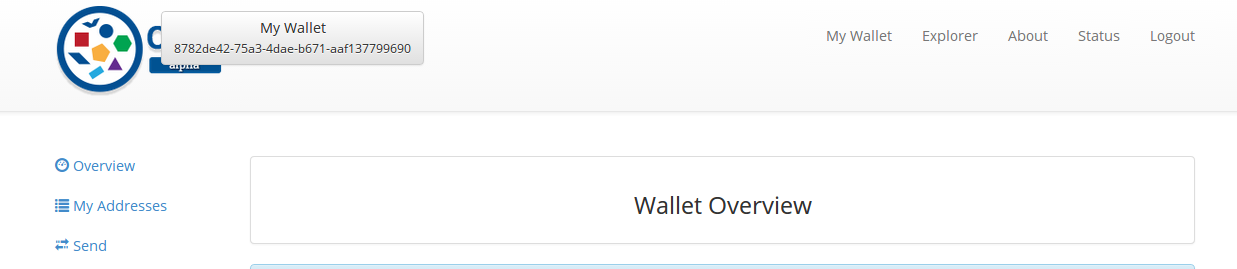 My Wallet
8782de42-75a3-4dae-b671-aaf137799690
alpha
My Wallet Explorer About Status Logout
Overview
My Addresses
Send
Wallet Overview